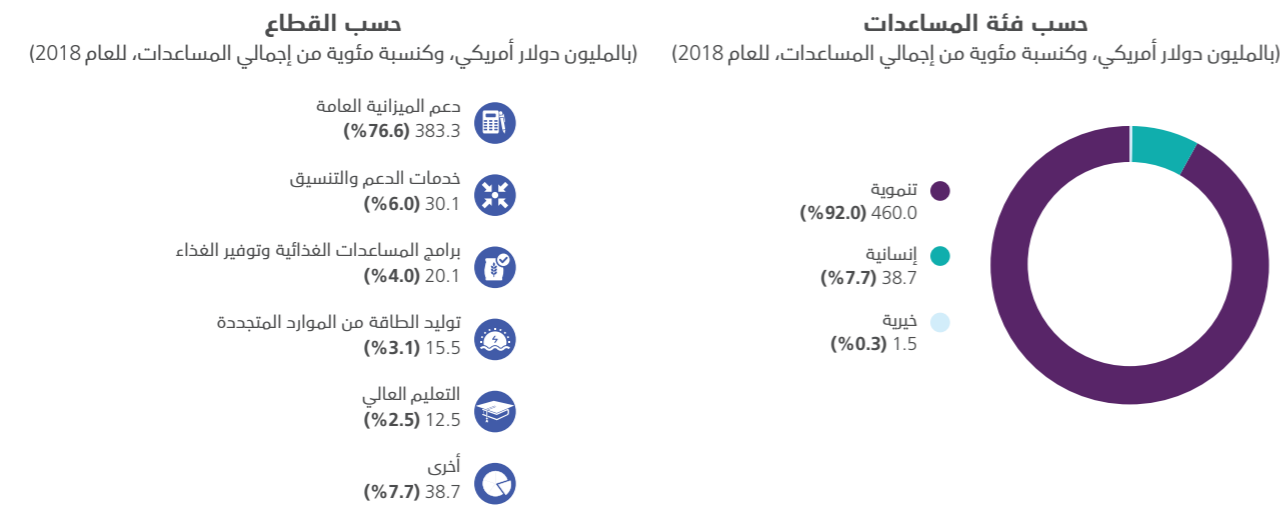 حسب فئة المساعدات
(بالمليون دولار أمريكي، وكنسبة مئوية من إجمالي المساعدات، للعام 2018)
تنموية
460.0 (%92.0)
إنسانية
38.7 (%7.7)
خيرية
1.5 (%0.3)
حسب القطاع
(بالمليون دولار أمريكي، وكنسبة مئوية من إجمالي المساعدات، للعام 2018)
دعم الميزانية العامة
383.3 (%76.6)
خدمات الدعم والتنسيق
30.1 (%6.0)
برامج المساعدات الغذائية وتوفير الغذاء
20.1 (%4.0)
توليد الطاقة من الموارد المتجددة
15.5 (%3.1)
التعليم العالي
12.5 (%2.5)
أخرى
38.7 (%7.7)